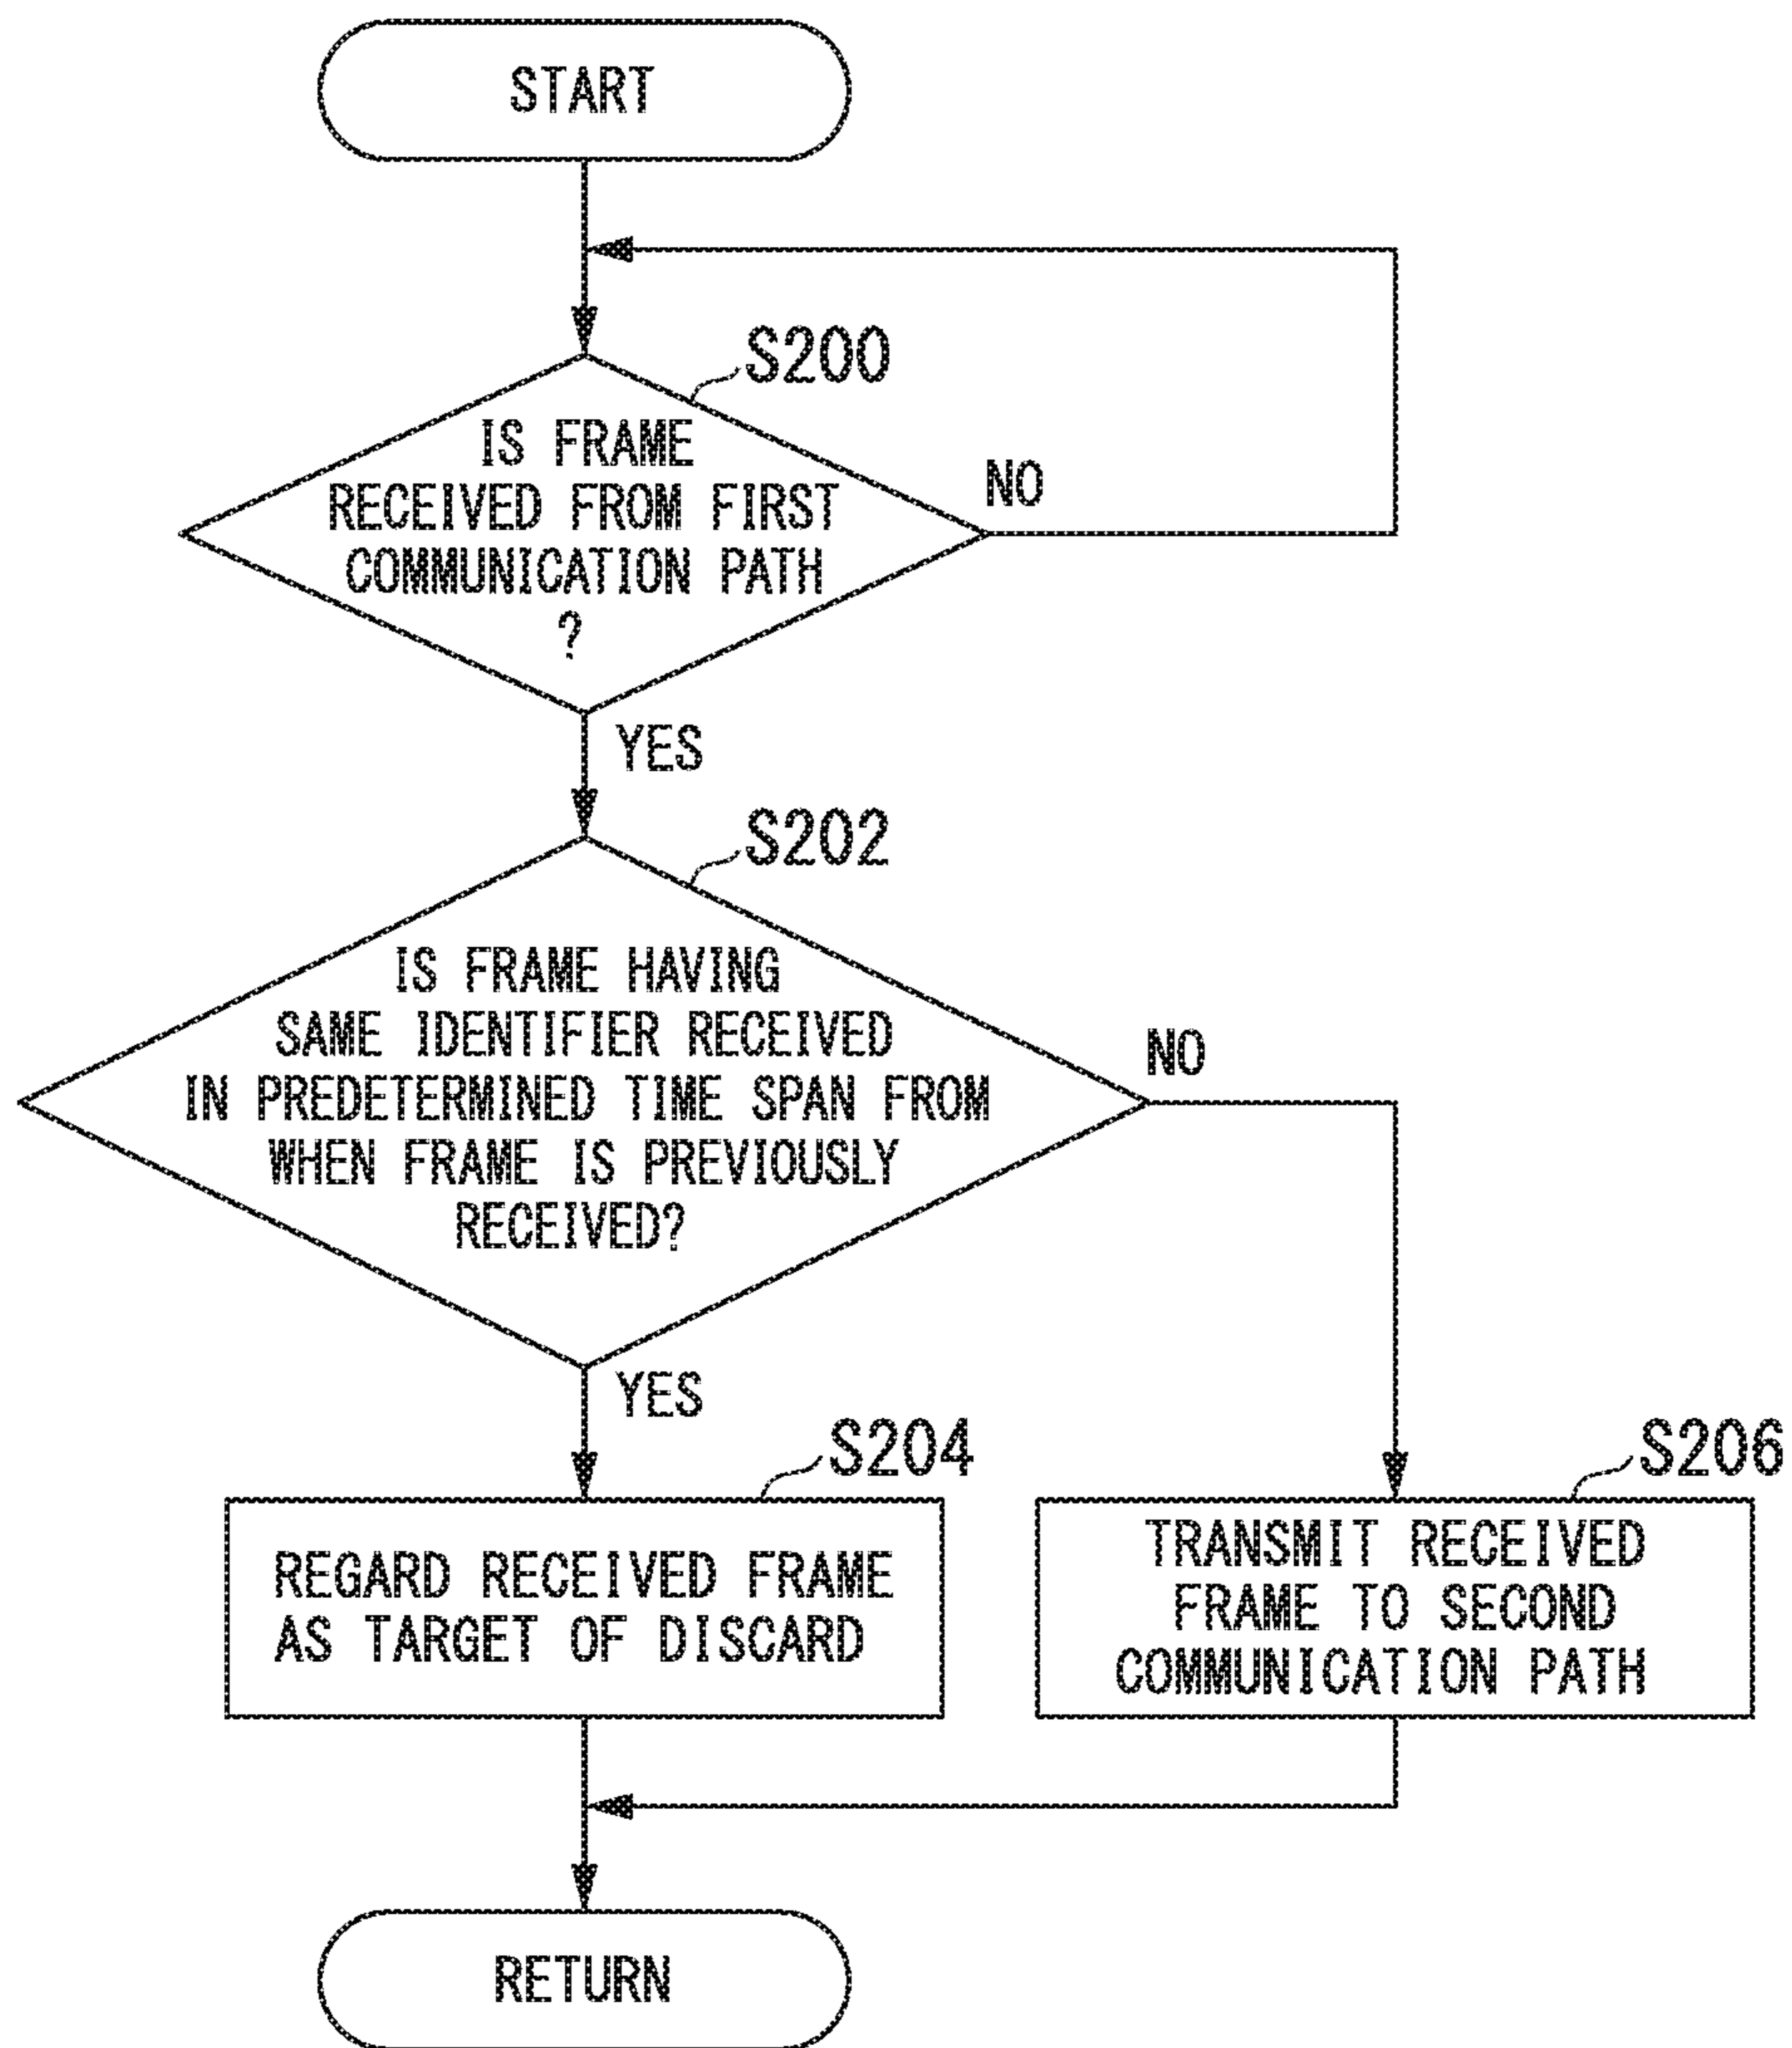 START
S200
IS FRAME
RECEIVED FROM FIRST
COMMUNICATION PATH
?
NO
YES
S202
IS FRAME HAVING
SAME IDENTIFIER RECEIVED
IN PREDETERMINED TIME SPAN FROM
WHEN FRAME IS PREVIOUSLY
RECEIVED?
NO
YES
S204
REGARD RECEIVED FRAME
AS TARGET OF DISCARD
S206
TRANSMIT RECEIVED
FRAME TO SECOND
COMMUNICATION PATH
RETURN